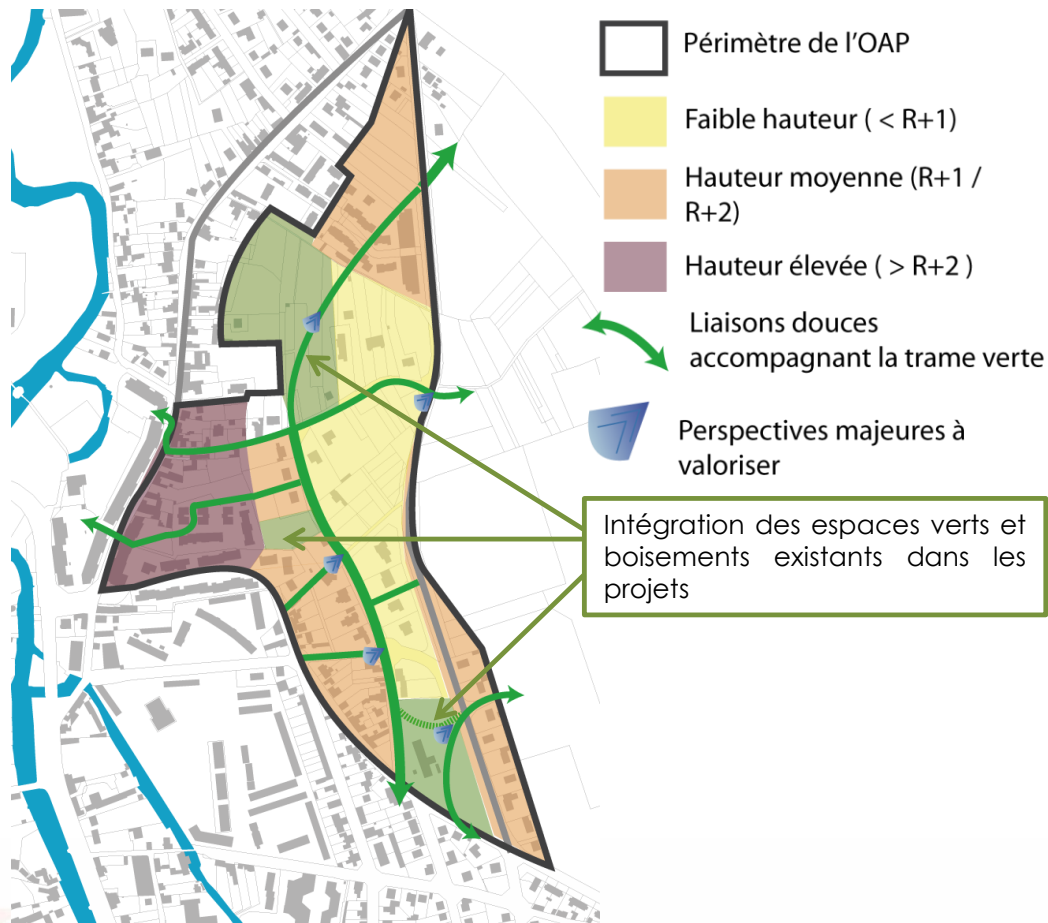 Périmètre de l'OAP
Faible hauteur ( < R+1)
Hauteur moyenne (R+1 /
R+2)
Hauteur élevée ( > R+2 )
Liaisons douces
accompagnant la trame verte
Perspectives majeures à
valoriser
Intégration des espaces verts et
boisements existants dans les
projets